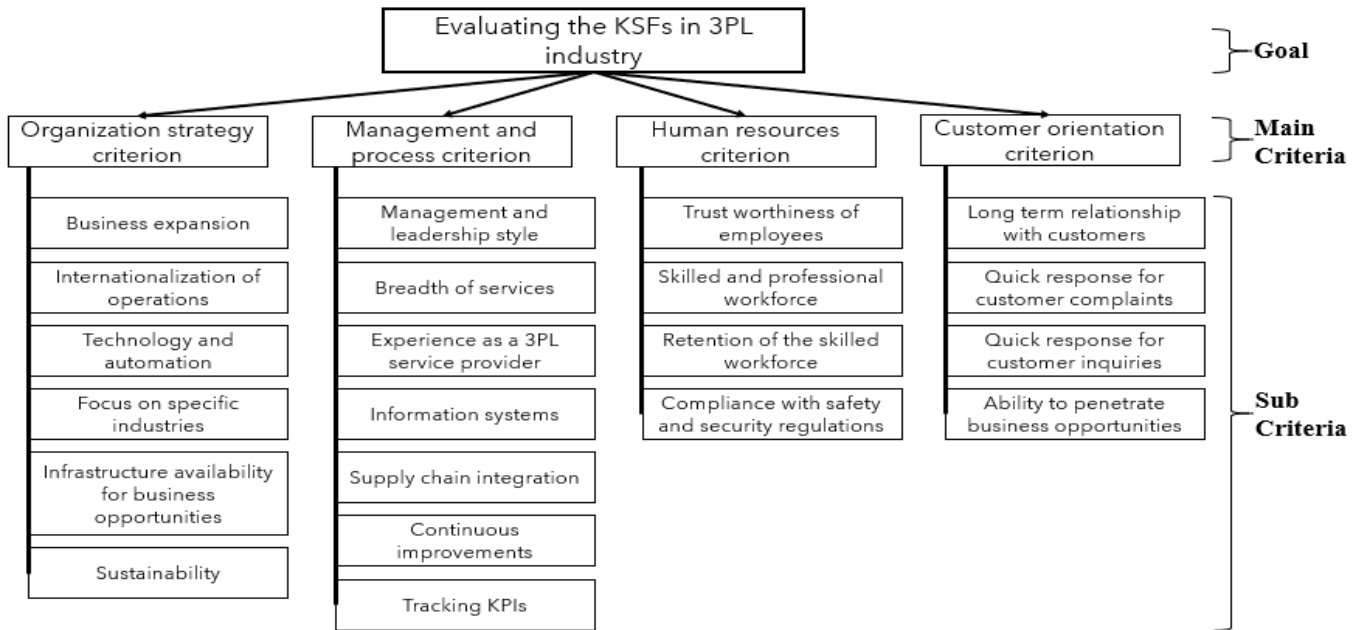 Evaluating the KSFs in 3PL
industry
Goal
Organization strategy
criterion
Management and
process criterion
Human resources
criterion
Customer orientation
criterion
Main
Criteria
Business expansion
Internationalization of
operations
Technology and
automation
Focus on specific
industries
Infrastructure availability
for business
opportunities
Sustainability
Management and
leadership style
Breadth of services
Experience as a 3PL
service provider
Information systems
Supply chain integration
Continuous
improvements
Tracking KPIs
Trust worthiness of
employees
Skilled and professional
workforce
Retention of the skilled
workforce
Compliance with safety
and security regulations
Long term relationship
with customers
Quick response for
customer complaints
Quick response for
customer inquiries
Ability to penetrate
business opportunities
Sub
Criteria